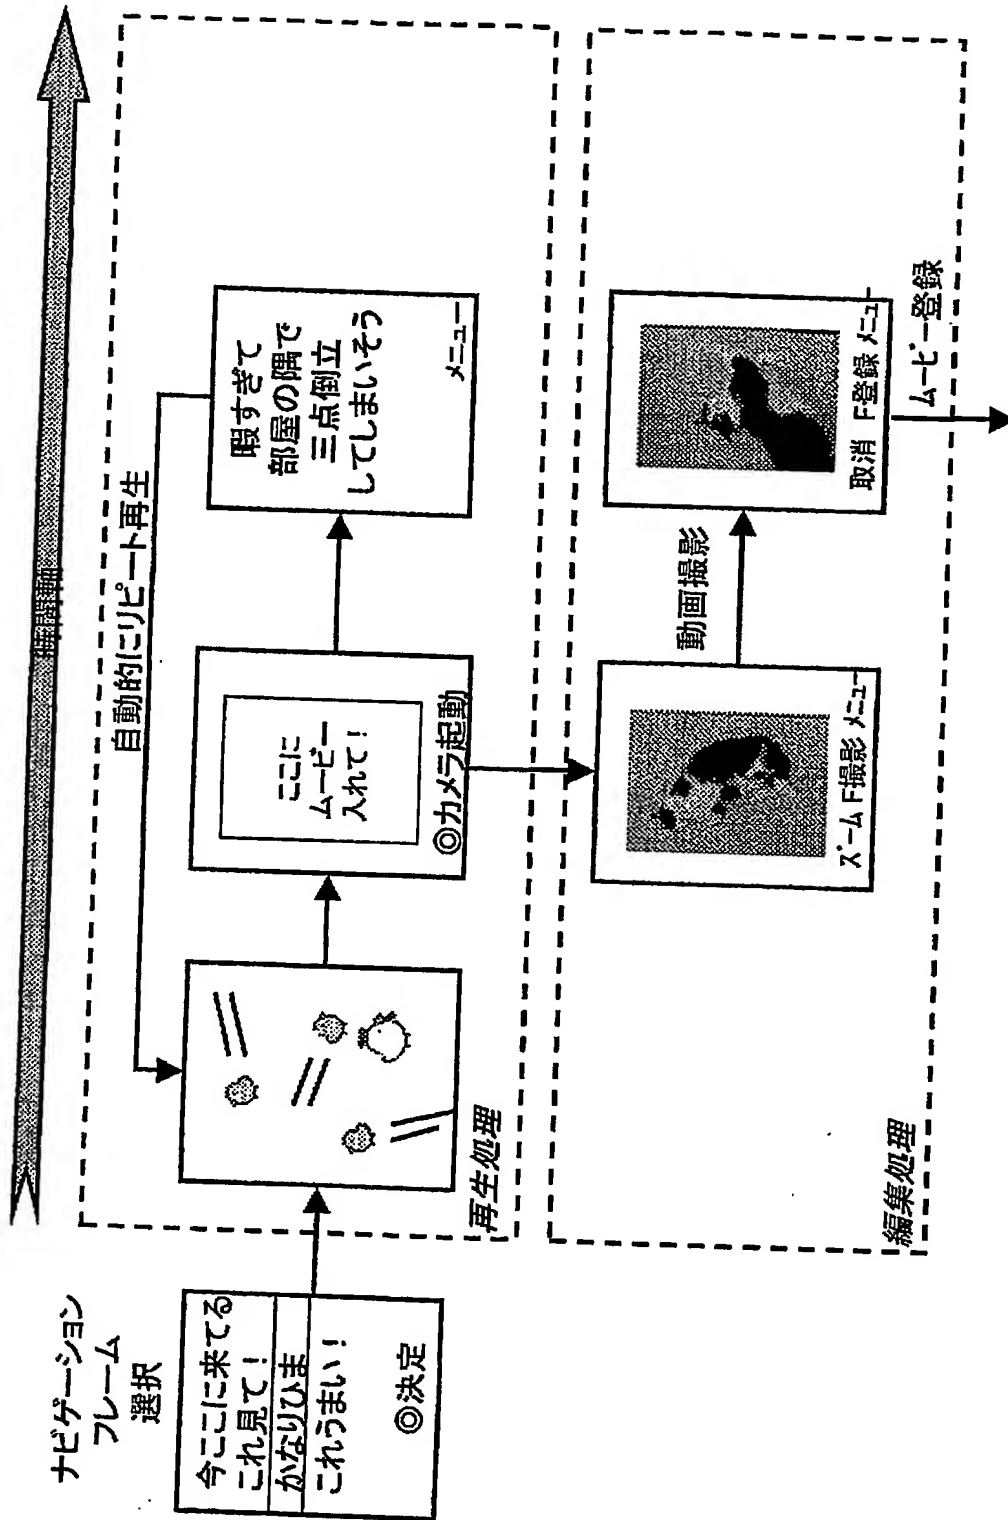 時間軸
ナビゲーション
フレーム
選択
今ここに来てる
これ見て！
かなりひま
これうまい！
◎決定
自動的にリピート再生
ここに
ムービー
入れて！
◎カメラ起動
暇すぎて
部屋の隅で
三点倒立
してしまいそう
メニュー
再生処理
ズーム F撮影 メニュー
動画撮影
取消 F登録 メニュー
ムービー登録
編集処理